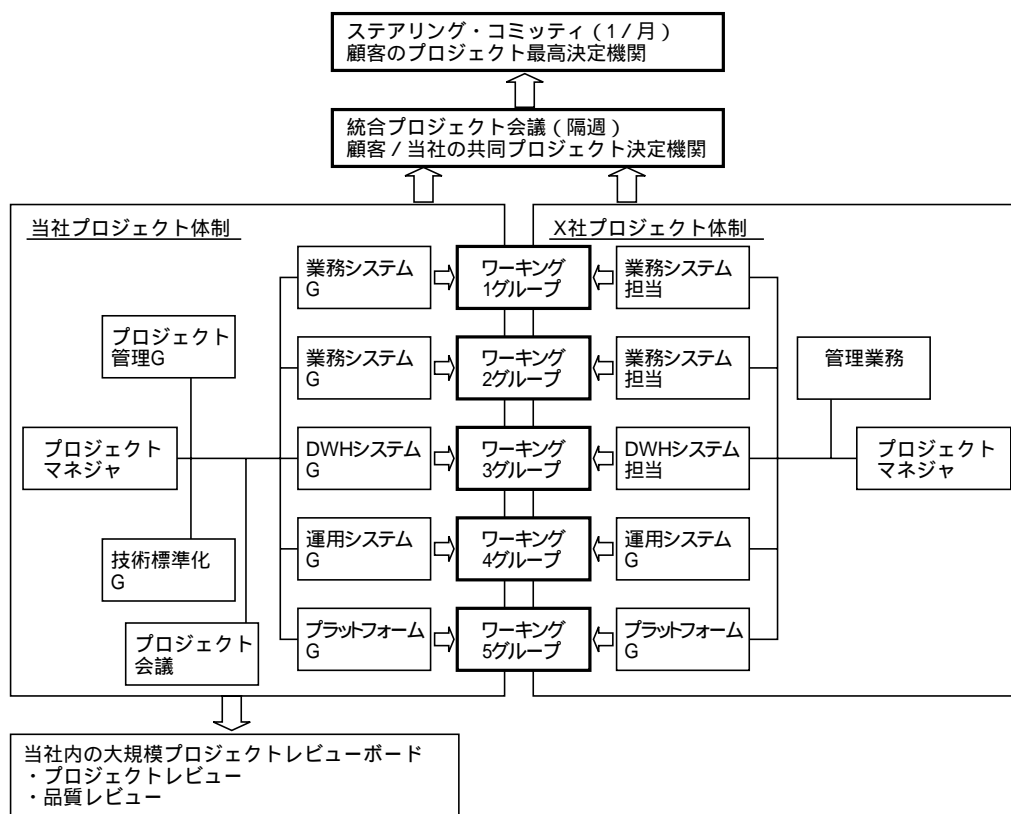 ステアリング・コミッティ（1/月）
顧客のプロジェクト最高決定機関
統合プロジェクト会議（隔週）
顧客/当社の共同プロジェクト決定機関
当社プロジェクト体制
X社プロジェクト体制
業務システム
G
ワーキング
1グループ
業務システム
担当
プロジェクト
管理G
業務システム
G
ワーキング
2グループ
業務システム
担当
管理業務
プロジェクト
マネジャ
DWHシステム
G
ワーキング
3グループ
DWHシステム
担当
プロジェクト
マネジャ
技術標準化
G
運用システム
G
ワーキング
4グループ
運用システム
G
プロジェクト
会議
プラットフォーム
G
ワーキング
5グループ
プラットフォーム
G
当社内の大規模プロジェクトレビューボード
・プロジェクトレビュー
・品質レビュー